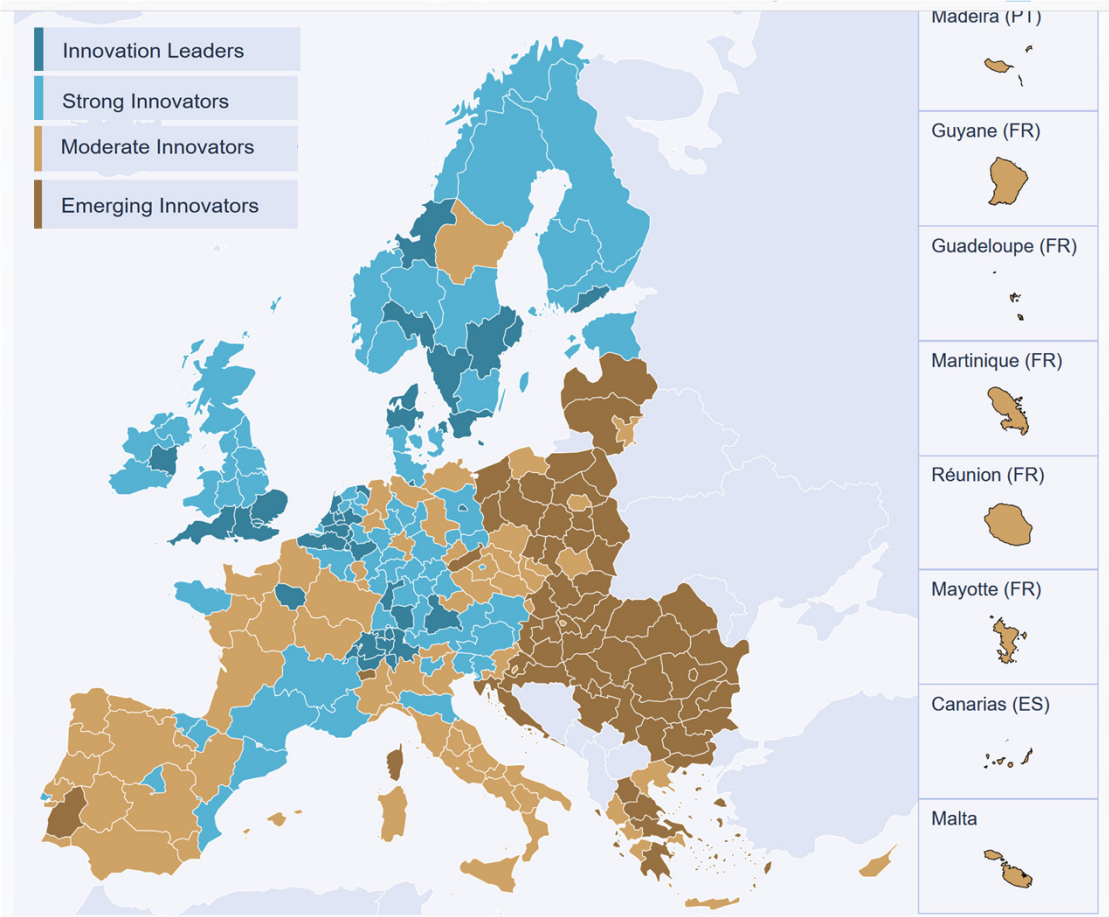 Innovation Leaders
Strong Innovators
Moderate Innovators
Emerging Innovators
Madeira (PT)
Guyane (FR)
Guadeloupe (FR)
Martinique (FR)
Réunion (FR)
Mayotte (FR)
Canarias (ES)
Malta